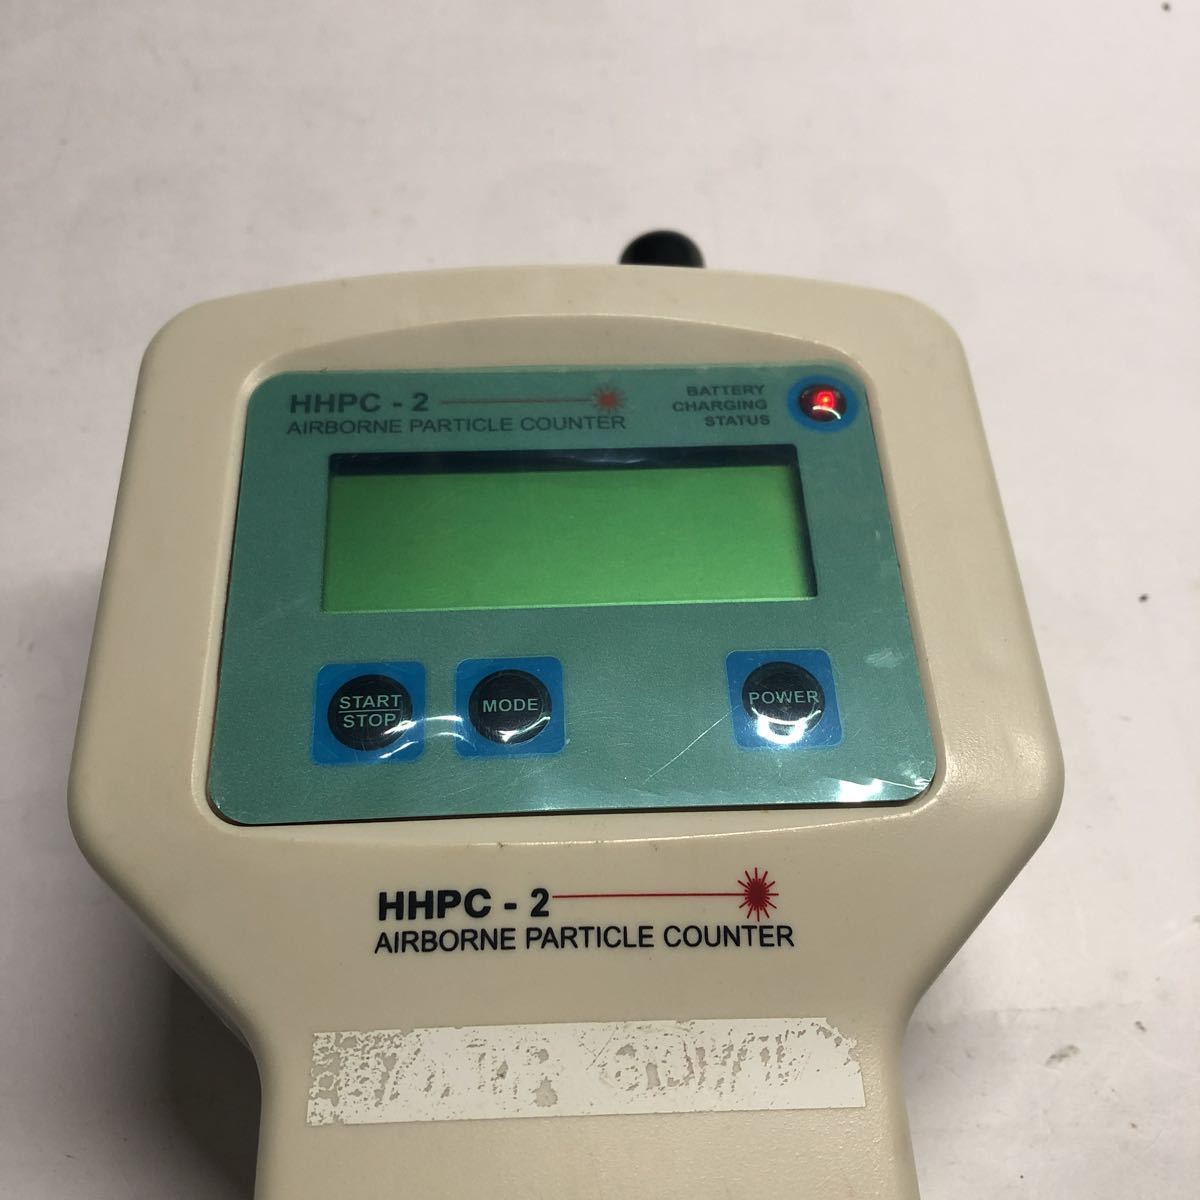 HHPC - 2
AIRBORNE PARTICLE COUNTER
BATTERY
CHARGING
STATUS
START
STOP
MODE
POWER
HHPC - 2
AIRBORNE PARTICLE COUNTER